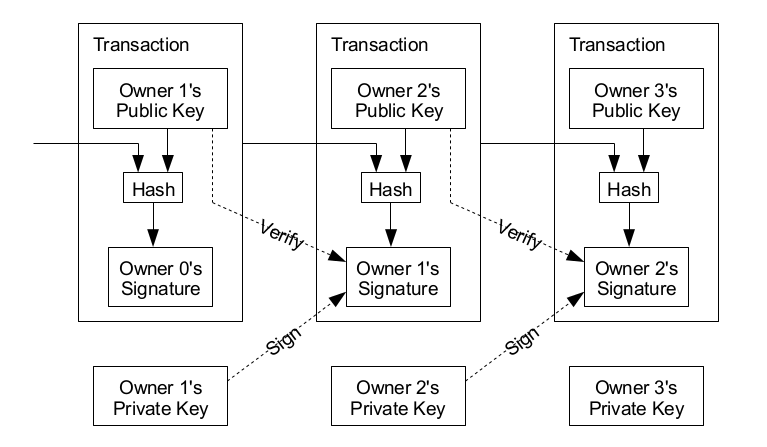 Transaction
Owner 1's
Public Key
Hash
Owner 0's
Signature
Transaction
Owner 2's
Public Key
Hash
Verify
Owner 1's
Signature
Sign
Transaction
Owner 3's
Public Key
Hash
Verify
Owner 2's
Signature
Sign
Owner 1's
Private Key
Owner 2's
Private Key
Owner 3's
Private Key